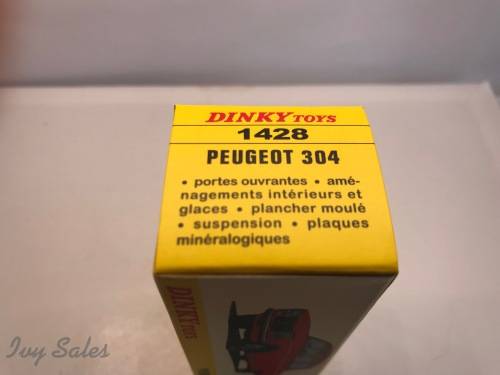 DINKY TOYS
1428
PEUGEOT 304
• portes ouvrantes • amé-
nagements intérieurs et
glaces • plancher moulé
• suspension • plaques
minéralogiques
DINKY TOYS
Ivy Sales